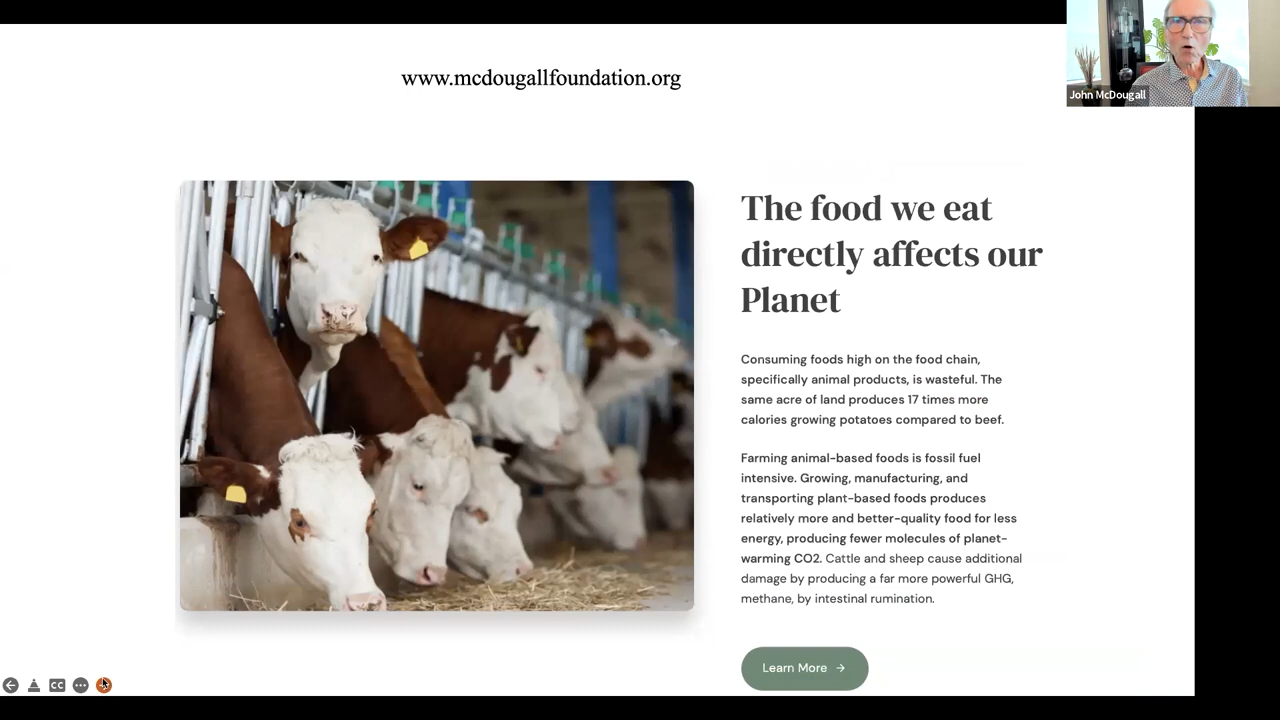 www.mcdougallfoundation.org
John McDougall
The food we eat
directly affects our
Planet
Consuming foods high on the food chain,
specifically animal products, is wasteful. The
same acre of land produces 17 times more
calories growing potatoes compared to beef.
Farming animal-based foods is fossil fuel
intensive. Growing, manufacturing, and
transporting plant-based foods produces
relatively more and better-quality food for less
energy, producing fewer molecules of planet-
warming CO2. Cattle and sheep cause additional
damage by producing a far more powerful GHG,
methane, by intestinal rumination.
Learn More →
CC